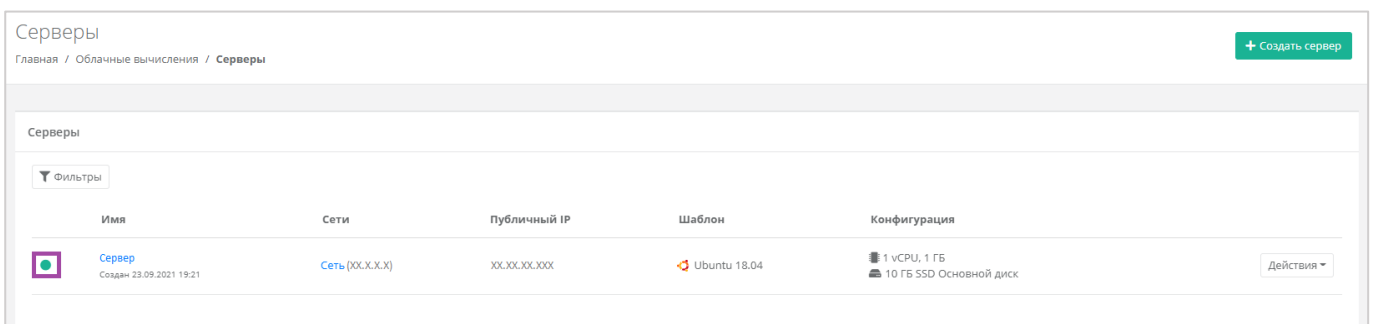 Серверы
Главная / Облачные вычисления / Серверы
+ Создать сервер
Серверы
Фильтры
Имя Сети Публичный IP Шаблон Конфигурация
Сервер Сеть (XX.X.X.X) XX.XX.XX.XXX Ubuntu 18.04 1 vCPU, 1 ГБ Действия
Создан 23.09.2021 19:21 10 ГБ SSD Основной диск